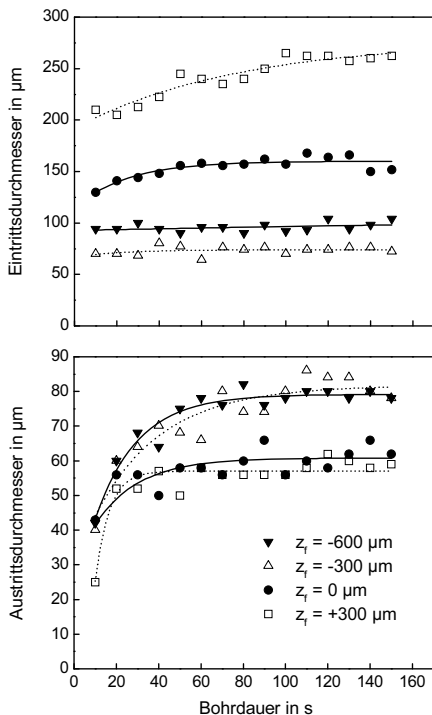 300
250
200
150
100
50
0
Eintrittsdurchmesser in µm
90
80
70
60
50
40
30
20
10
0
Austrittsdurchmesser in µm
z_f = -600 µm
z_f = -300 µm
z_f = 0 µm
z_f = +300 µm
0 20 40 60 80 100 120 140 160
Bohrdauer in s